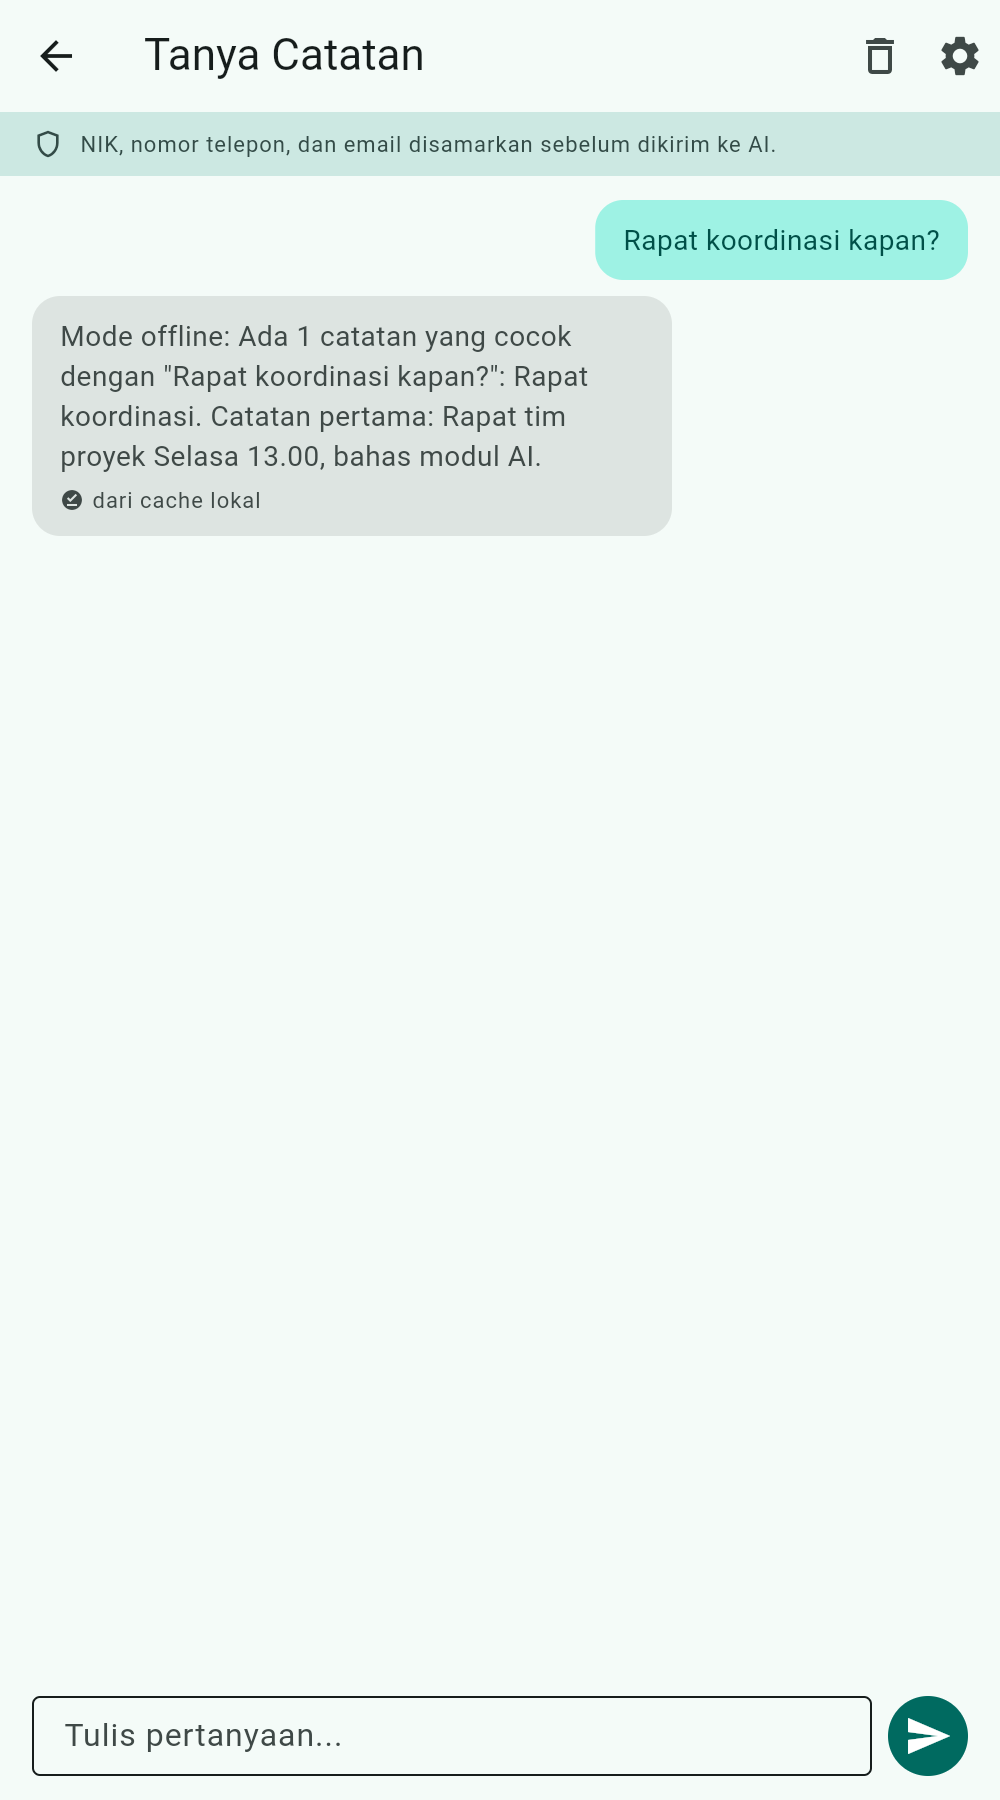 Tanya Catatan
NIK, nomor telepon, dan email disamarkan sebelum dikirim ke AI.
Rapat koordinasi kapan?
Mode offline: Ada 1 catatan yang cocok
dengan "Rapat koordinasi kapan?": Rapat
koordinasi. Catatan pertama: Rapat tim
proyek Selasa 13.00, bahas modul AI.
dari cache lokal
Tulis pertanyaan...